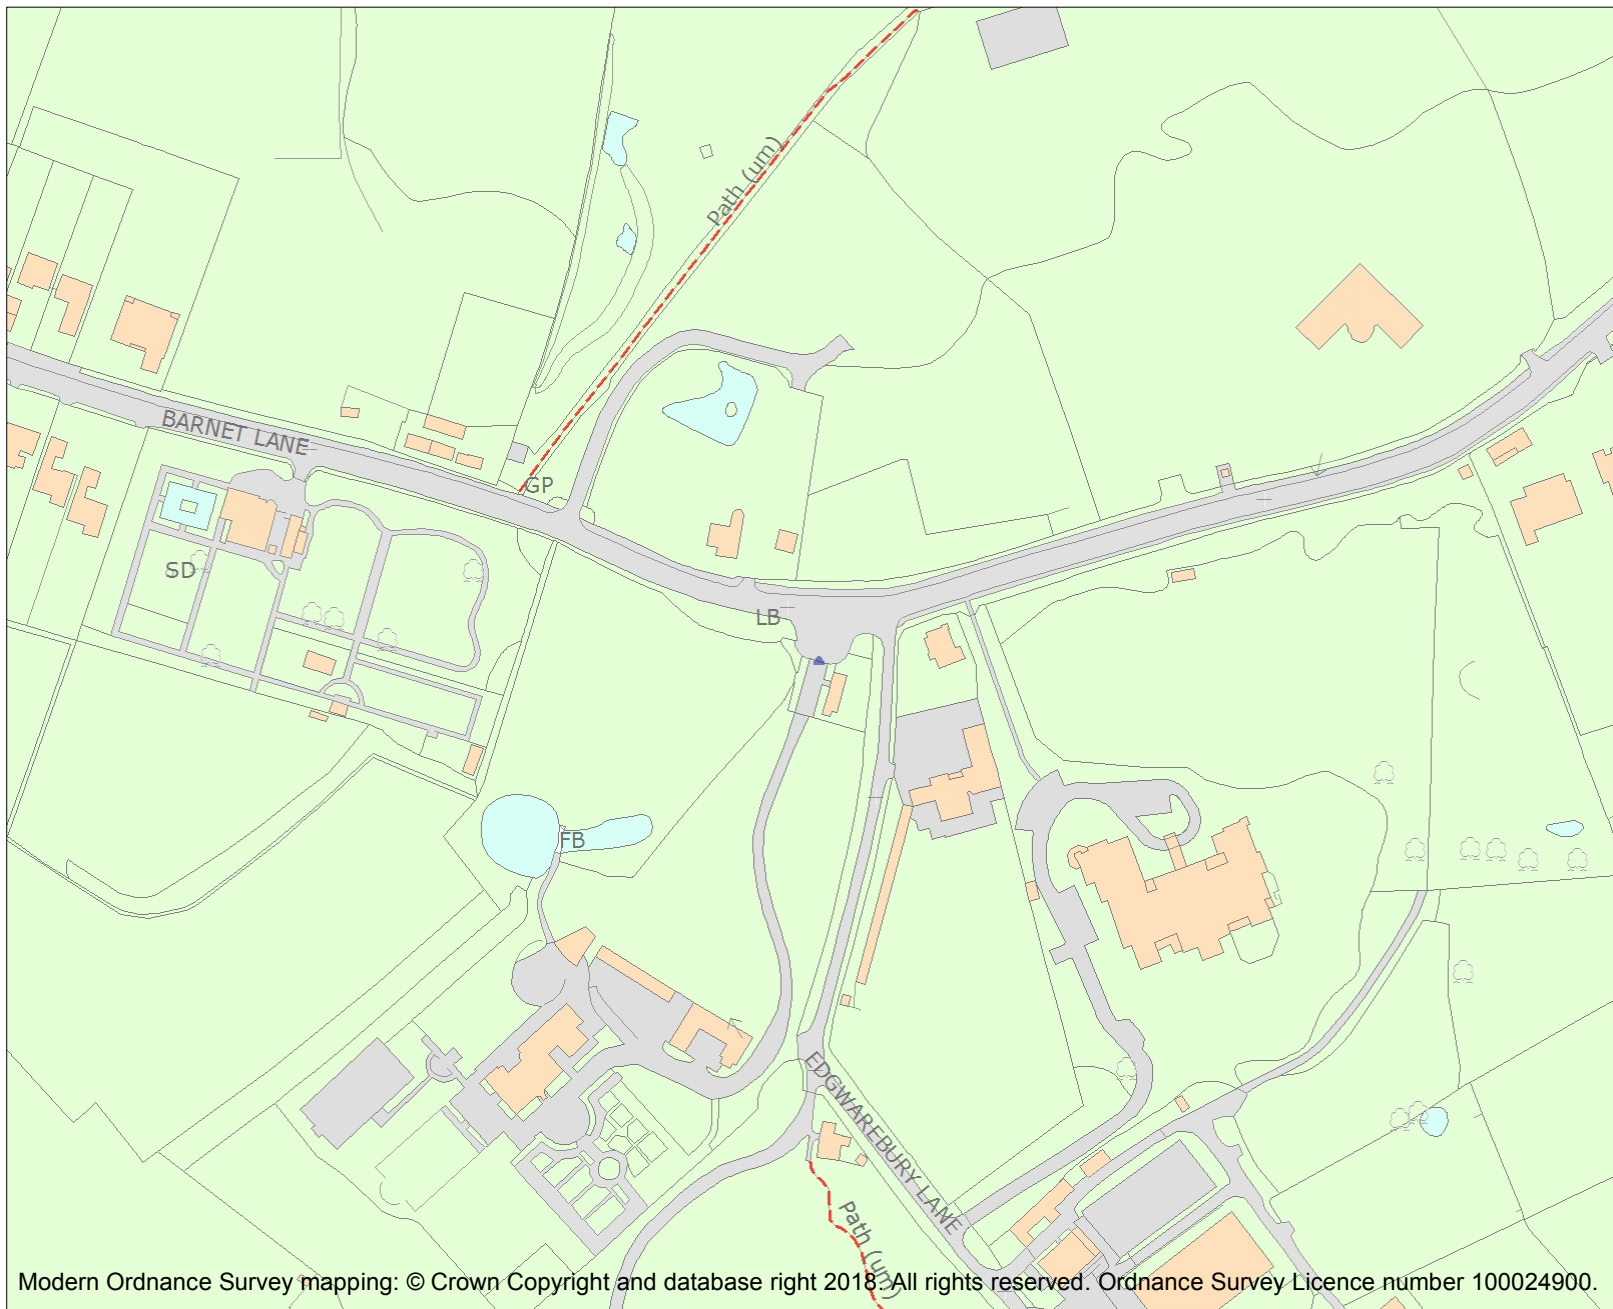 Path (um)
BARNET LANE
GP
SD
LB
FB
EDGWAREBURY LANE
Path (um)
Modern Ordnance Survey mapping: © Crown Copyright and database right 2018. All rights reserved. Ordnance Survey Licence number 100024900.